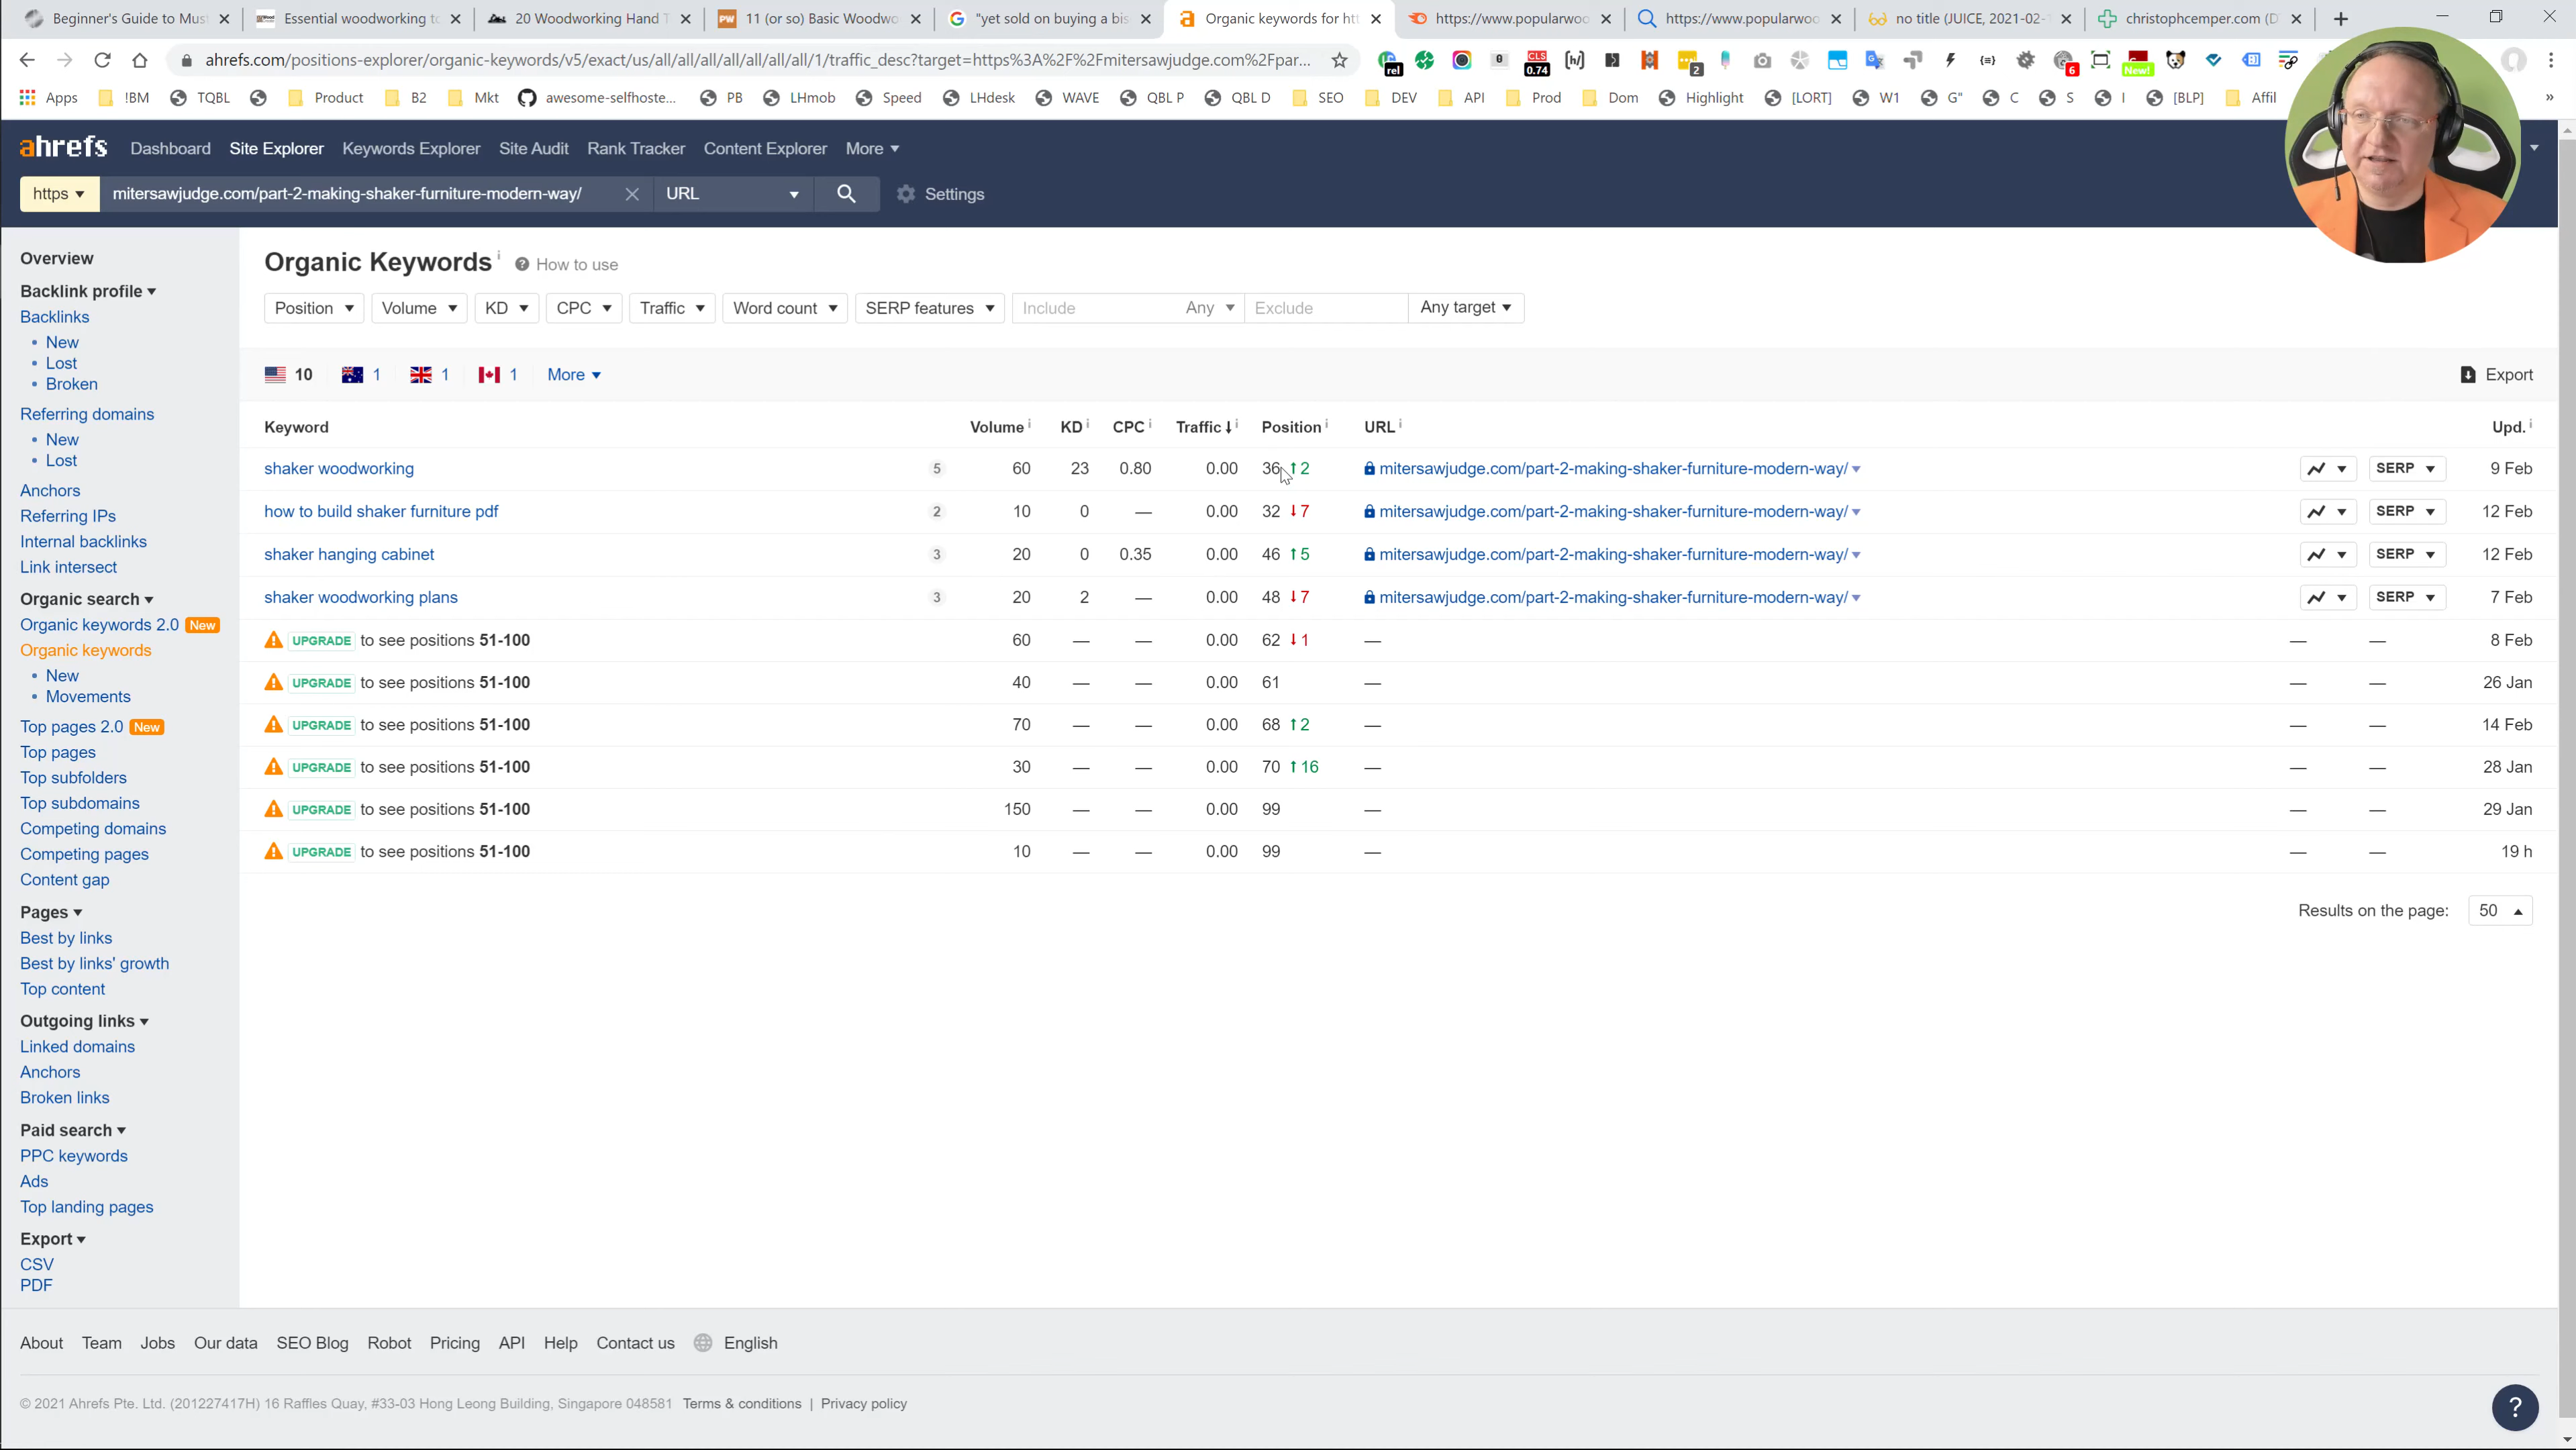 Beginner's Guide to Mus
Essential woodworking to
20 Woodworking Hand T
11 (or so) Basic Woodwo
"yet sold on buying a bis
Organic keywords for htt
https://www.popularwoo
https://www.popularwoo
no title (JUICE, 2021-02-
christophcemper.com (D
ahrefs.com/positions-explorer/organic-keywords/v5/exact/us/all/all/all/all/all/all/all/1/traffic_desc?target=https%3A%2F%2Fmitersawjudge.com%2Fpar...
Apps !BM TQBL Product B2 Mkt awesome-selfhoste... PB LHmob Speed LHdesk WAVE QBL P QBL D SEO DEV API Prod Dom Highlight [LORT] W1 G" C S I [BLP] Affil »
ahrefs Dashboard Site Explorer Keywords Explorer Site Audit Rank Tracker Content Explorer More
https mitersawjudge.com/part-2-making-shaker-furniture-modern-way/ URL Settings
Overview
Backlink profile
Backlinks
New
Lost
Broken
Referring domains
New
Lost
Anchors
Referring IPs
Internal backlinks
Link intersect
Organic search
Organic keywords 2.0 New
Organic keywords
New
Movements
Top pages 2.0 New
Top pages
Top subfolders
Top subdomains
Competing domains
Competing pages
Content gap
Pages
Best by links
Best by links' growth
Top content
Outgoing links
Linked domains
Anchors
Broken links
Paid search
PPC keywords
Ads
Top landing pages
Export
CSV
PDF
Organic Keywords i How to use
Position Volume KD CPC Traffic Word count SERP features Include Any Exclude Any target
10 1 1 1 More Export
Keyword Volume KD CPC Traffic Position URL Upd.
shaker woodworking 5 60 23 0.80 0.00 36 ↑2 mitersawjudge.com/part-2-making-shaker-furniture-modern-way/ SERP 9 Feb
how to build shaker furniture pdf 2 10 0 — 0.00 32 ↓7 mitersawjudge.com/part-2-making-shaker-furniture-modern-way/ SERP 12 Feb
shaker hanging cabinet 3 20 0 0.35 0.00 46 ↑5 mitersawjudge.com/part-2-making-shaker-furniture-modern-way/ SERP 12 Feb
shaker woodworking plans 3 20 2 — 0.00 48 ↓7 mitersawjudge.com/part-2-making-shaker-furniture-modern-way/ SERP 7 Feb
UPGRADE to see positions 51-100 60 — — 0.00 62 ↓1 — — — 8 Feb
UPGRADE to see positions 51-100 40 — — 0.00 61 — — — 26 Jan
UPGRADE to see positions 51-100 70 — — 0.00 68 ↑2 — — — 14 Feb
UPGRADE to see positions 51-100 30 — — 0.00 70 ↑16 — — — 28 Jan
UPGRADE to see positions 51-100 150 — — 0.00 99 — — — 29 Jan
UPGRADE to see positions 51-100 10 — — 0.00 99 — — — 19 h
Results on the page: 50
About Team Jobs Our data SEO Blog Robot Pricing API Help Contact us English
© 2021 Ahrefs Pte. Ltd. (201227417H) 16 Raffles Quay, #33-03 Hong Leong Building, Singapore 048581 Terms & conditions | Privacy policy
?